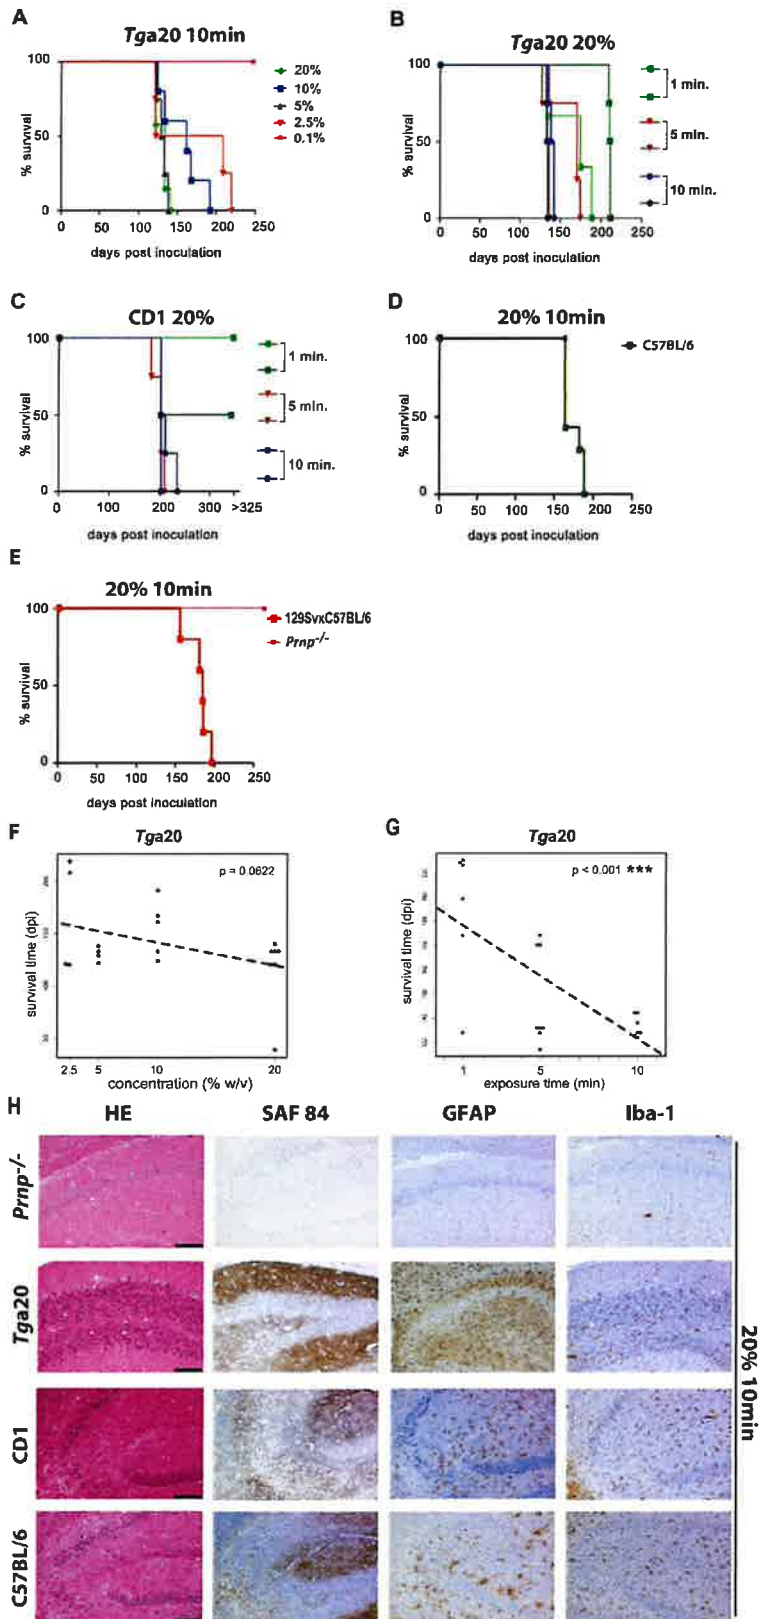 A
Tga20 10min
100
50
0
% survival
0 50 100 150 200 250
days post inoculation
20%
10%
5%
2.5%
0.1%
B
Tga20 20%
100
50
0
% survival
0 50 100 150 200 250
days post inoculation
1 min.
5 min.
10 min.
C
CD1 20%
100
50
0
% survival
0 100 200 300 >325
days post inoculation
1 min.
5 min.
10 min.
D
20% 10min
100
50
0
% survival
0 50 100 150 200 250
days post inoculation
C57BL/6
E
20% 10min
100
50
0
% survival
0 50 100 150 200 250
days post inoculation
129SvxC57BL/6
Prnp-/-
F
Tga20
p = 0.0622
survival time (dpi)
2.5 5 10 20
concentration (% w/v)
G
Tga20
p < 0.001 ***
survival time (dpi)
1 5 10
exposure time (min)
H
HE SAF 84 GFAP Iba-1
Prnp-/-
Tga20
CD1
C57BL/6
20% 10min